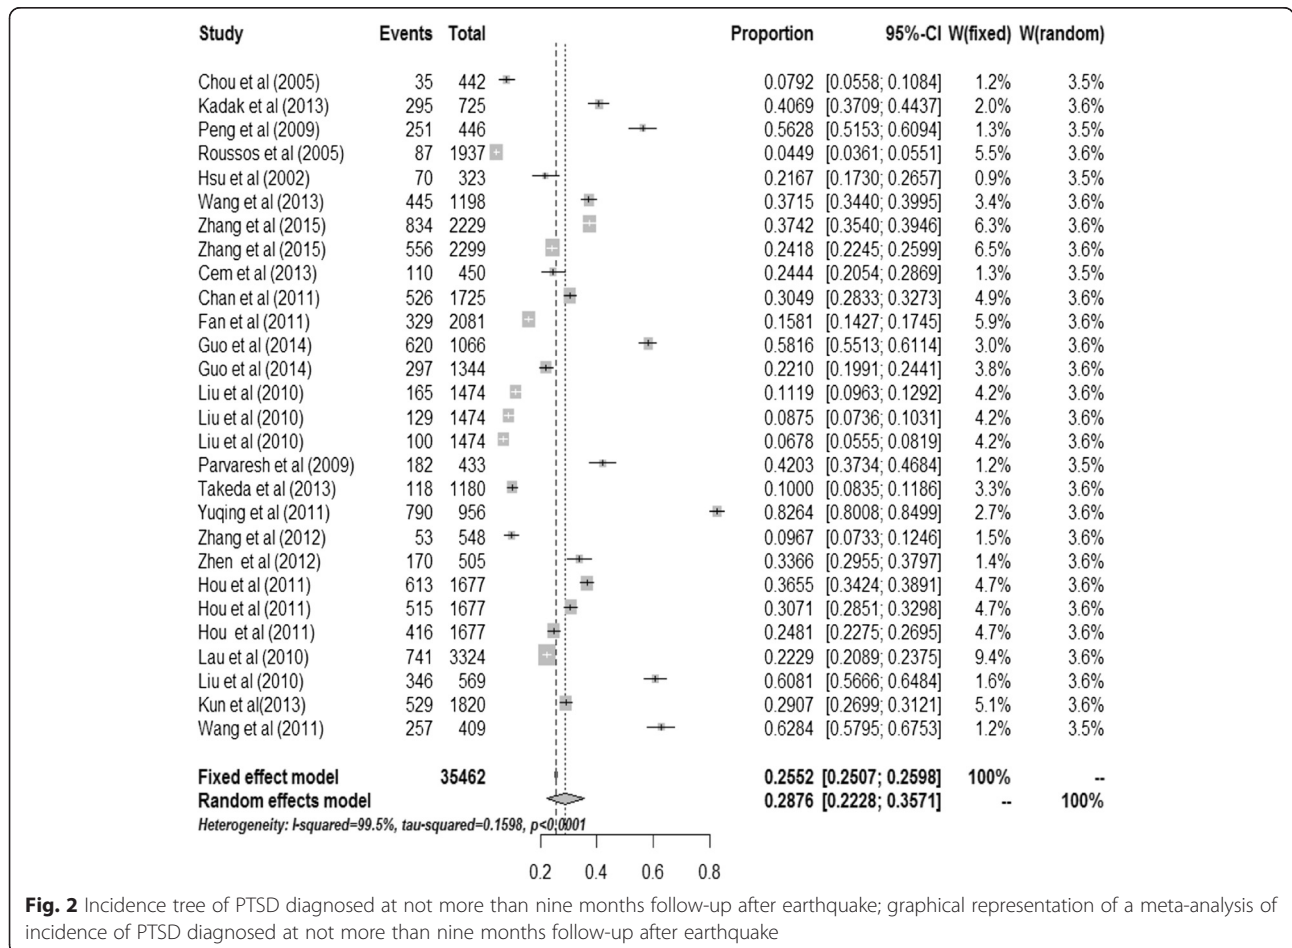 Study Events Total Proportion 95%-CI W(fixed) W(random)
Chou et al (2005) 35 442 0.0792 [0.0558; 0.1084] 1.2% 3.5%
Kadak et al (2013) 295 725 0.4069 [0.3709; 0.4437] 2.0% 3.6%
Peng et al (2009) 251 446 0.5628 [0.5153; 0.6094] 1.3% 3.5%
Roussos et al (2005) 87 1937 0.0449 [0.0361; 0.0551] 5.5% 3.6%
Hsu et al (2002) 70 323 0.2167 [0.1730; 0.2657] 0.9% 3.5%
Wang et al (2013) 445 1198 0.3715 [0.3440; 0.3995] 3.4% 3.6%
Zhang et al (2015) 834 2229 0.3742 [0.3540; 0.3946] 6.3% 3.6%
Zhang et al (2015) 556 2299 0.2418 [0.2245; 0.2599] 6.5% 3.6%
Cem et al (2013) 110 450 0.2444 [0.2054; 0.2869] 1.3% 3.5%
Chan et al (2011) 526 1725 0.3049 [0.2833; 0.3273] 4.9% 3.6%
Fan et al (2011) 329 2081 0.1581 [0.1427; 0.1745] 5.9% 3.6%
Guo et al (2014) 620 1066 0.5816 [0.5513; 0.6114] 3.0% 3.6%
Guo et al (2014) 297 1344 0.2210 [0.1991; 0.2441] 3.8% 3.6%
Liu et al (2010) 165 1474 0.1119 [0.0963; 0.1292] 4.2% 3.6%
Liu et al (2010) 129 1474 0.0875 [0.0736; 0.1031] 4.2% 3.6%
Liu et al (2010) 100 1474 0.0678 [0.0555; 0.0819] 4.2% 3.6%
Parvaresh et al (2009) 182 433 0.4203 [0.3734; 0.4684] 1.2% 3.5%
Takeda et al (2013) 118 1180 0.1000 [0.0835; 0.1186] 3.3% 3.6%
Yuqing et al (2011) 790 956 0.8264 [0.8008; 0.8499] 2.7% 3.6%
Zhang et al (2012) 53 548 0.0967 [0.0733; 0.1246] 1.5% 3.6%
Zhen et al (2012) 170 505 0.3366 [0.2955; 0.3797] 1.4% 3.6%
Hou et al (2011) 613 1677 0.3655 [0.3424; 0.3891] 4.7% 3.6%
Hou et al (2011) 515 1677 0.3071 [0.2851; 0.3298] 4.7% 3.6%
Hou et al (2011) 416 1677 0.2481 [0.2275; 0.2695] 4.7% 3.6%
Lau et al (2010) 741 3324 0.2229 [0.2089; 0.2375] 9.4% 3.6%
Liu et al (2010) 346 569 0.6081 [0.5666; 0.6484] 1.6% 3.6%
Kun et al(2013) 529 1820 0.2907 [0.2699; 0.3121] 5.1% 3.6%
Wang et al (2011) 257 409 0.6284 [0.5795; 0.6753] 1.2% 3.5%
Fixed effect model 35462 0.2552 [0.2507; 0.2598] 100% --
Random effects model 0.2876 [0.2228; 0.3571] -- 100%
Heterogeneity: I-squared=99.5%, tau-squared=0.1598, p<0.0001
0.2 0.4 0.6 0.8
Fig. 2 Incidence tree of PTSD diagnosed at not more than nine months follow-up after earthquake; graphical representation of a meta-analysis of
incidence of PTSD diagnosed at not more than nine months follow-up after earthquake